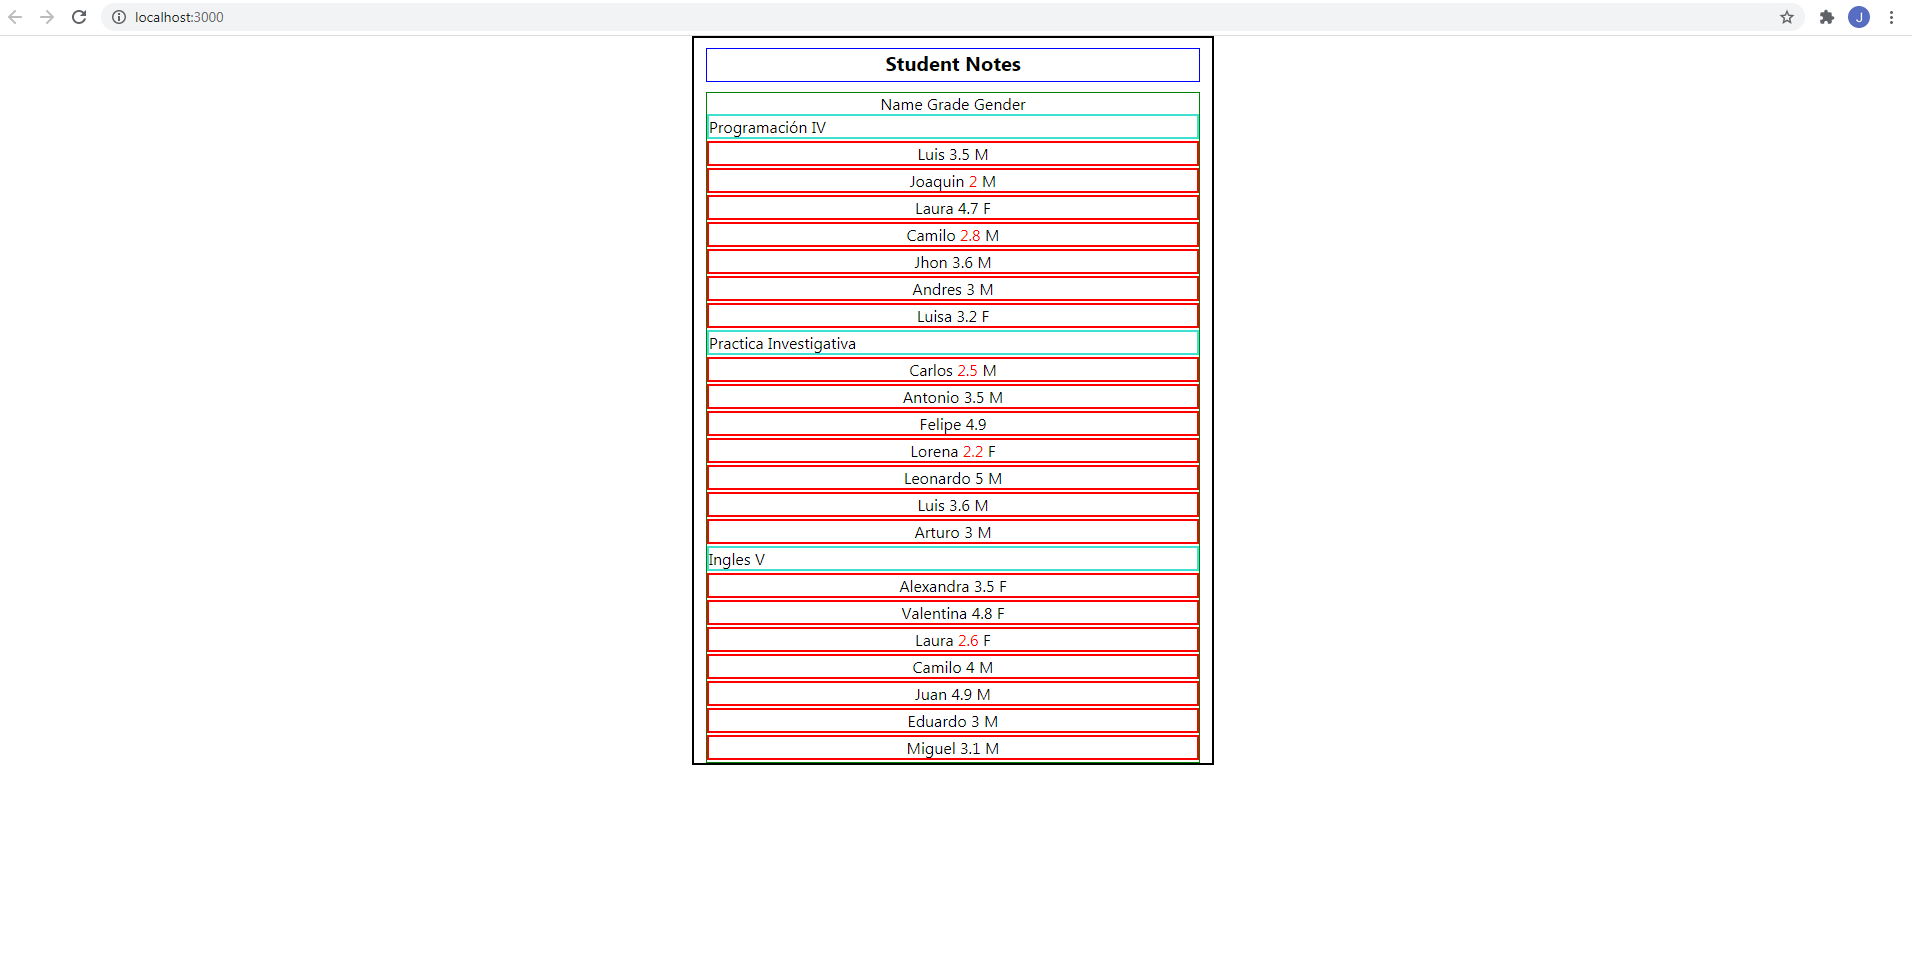 localhost:3000
J
Student Notes
Name Grade Gender
Programación IV
Luis 3.5 M
Joaquin 2 M
Laura 4.7 F
Camilo 2.8 M
Jhon 3.6 M
Andres 3 M
Luisa 3.2 F
Practica Investigativa
Carlos 2.5 M
Antonio 3.5 M
Felipe 4.9
Lorena 2.2 F
Leonardo 5 M
Luis 3.6 M
Arturo 3 M
Ingles V
Alexandra 3.5 F
Valentina 4.8 F
Laura 2.6 F
Camilo 4 M
Juan 4.9 M
Eduardo 3 M
Miguel 3.1 M